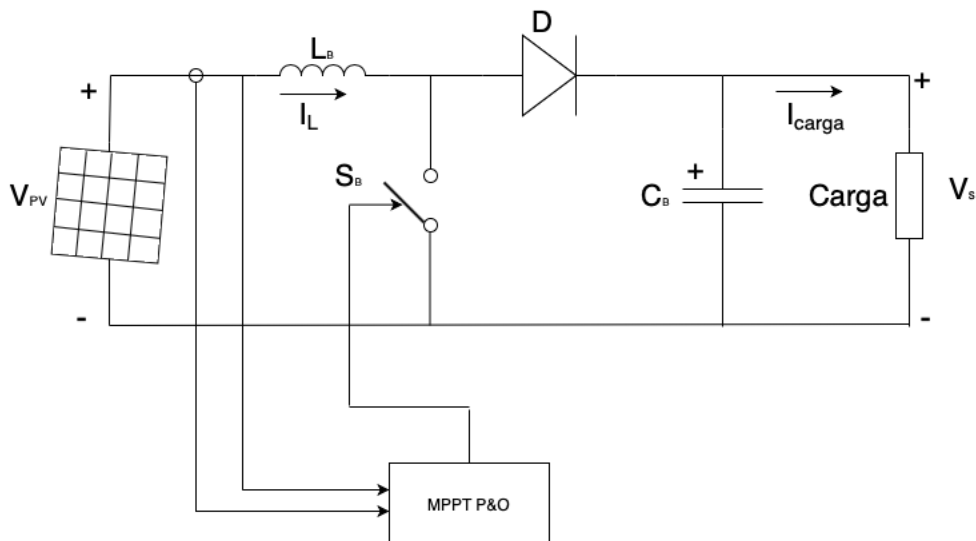 D
L_B
+
+
I_L
I_carga
S_B
+
V_PV
C_B
Carga
V_s
-
-
MPPT P&O